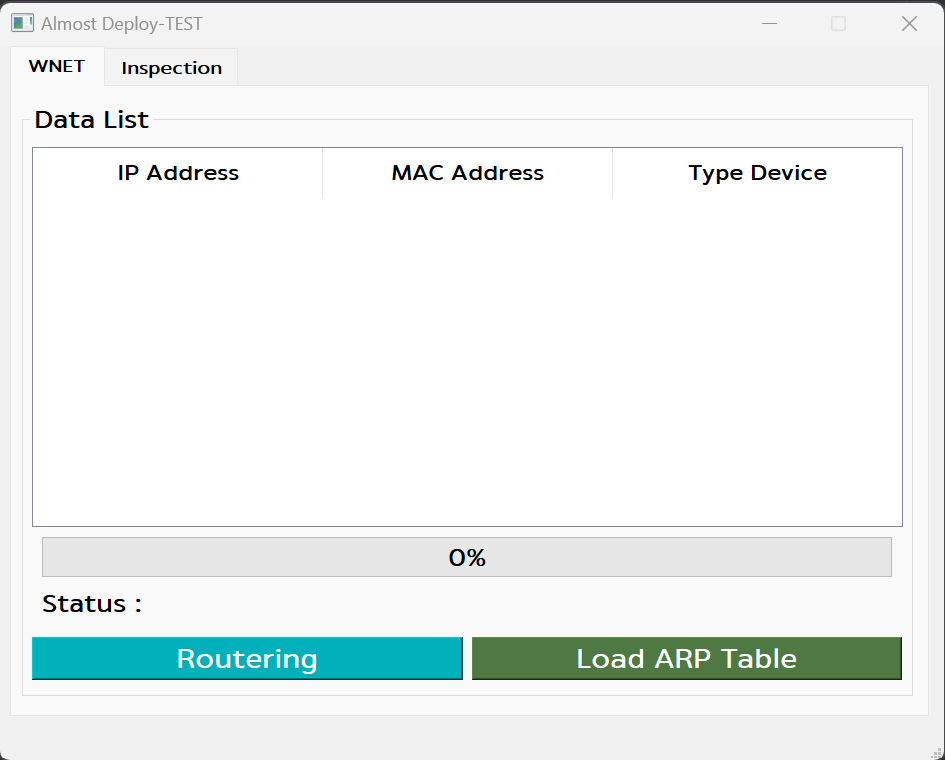 Almost Deploy-TEST
WNET Inspection
Data List
IP Address MAC Address Type Device
0%
Status :
Routering Load ARP Table